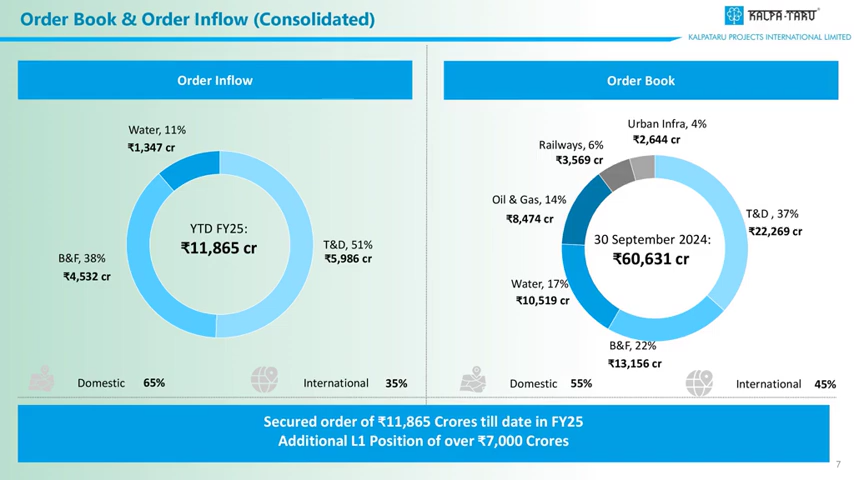 Order Book & Order Inflow (Consolidated)
KALPA-TARU®
KALPATARU PROJECTS INTERNATIONAL LIMITED
Order Inflow
Water, 11%
₹1,347 cr
YTD FY25:
₹11,865 cr
T&D, 51%
₹5,986 cr
B&F, 38%
₹4,532 cr
Domestic 65%
International 35%
Order Book
Urban Infra, 4%
₹2,644 cr
Railways, 6%
₹3,569 cr
Oil & Gas, 14%
₹8,474 cr
T&D , 37%
₹22,269 cr
30 September 2024:
₹60,631 cr
Water, 17%
₹10,519 cr
B&F, 22%
₹13,156 cr
Domestic 55%
International 45%
Secured order of ₹11,865 Crores till date in FY25
Additional L1 Position of over ₹7,000 Crores
7